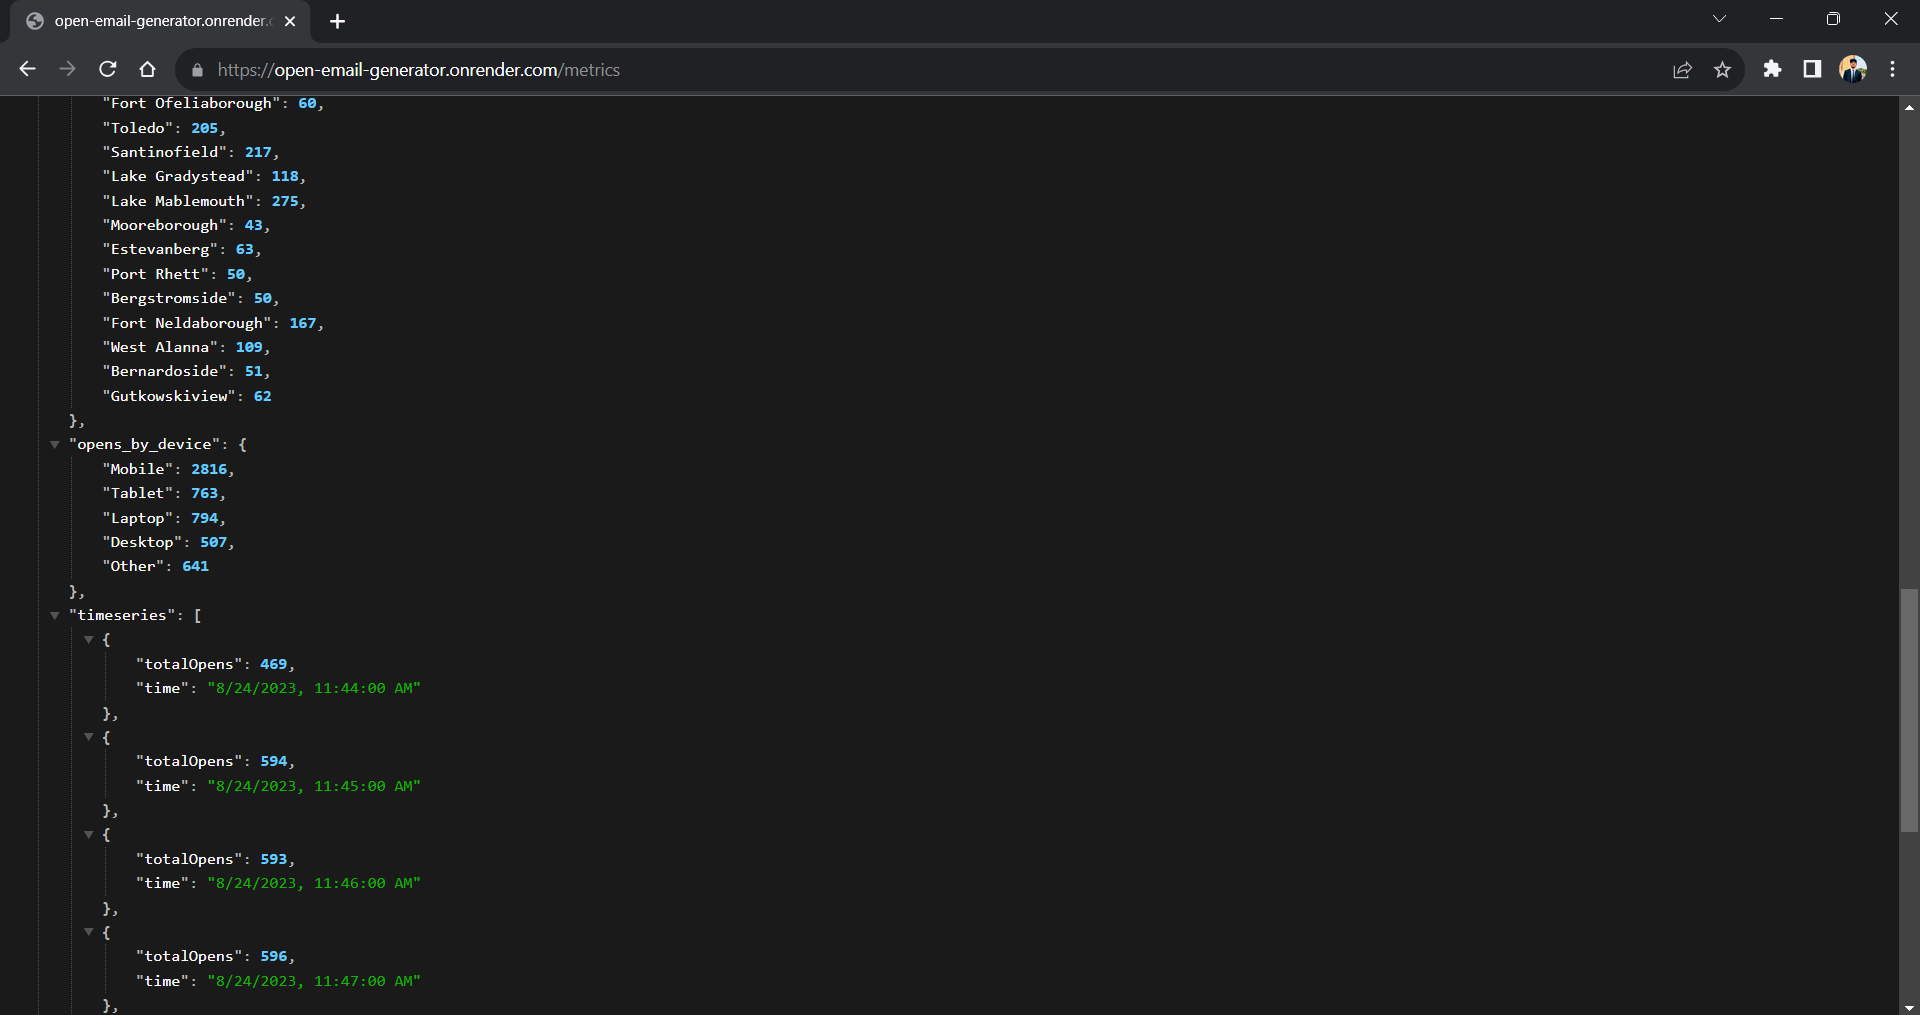 open-email-generator.onrender.c
https://open-email-generator.onrender.com/metrics
"Fort Ofeliaborough": 60,
"Toledo": 205,
"Santinofield": 217,
"Lake Gradystead": 118,
"Lake Mablemouth": 275,
"Mooreborough": 43,
"Estevanberg": 63,
"Port Rhett": 50,
"Bergstromside": 50,
"Fort Neldaborough": 167,
"West Alanna": 109,
"Bernardoside": 51,
"Gutkowskiview": 62
},
"opens_by_device": {
"Mobile": 2816,
"Tablet": 763,
"Laptop": 794,
"Desktop": 507,
"Other": 641
},
"timeseries": [
{
"totalOpens": 469,
"time": "8/24/2023, 11:44:00 AM"
},
{
"totalOpens": 594,
"time": "8/24/2023, 11:45:00 AM"
},
{
"totalOpens": 593,
"time": "8/24/2023, 11:46:00 AM"
},
{
"totalOpens": 596,
"time": "8/24/2023, 11:47:00 AM"
},